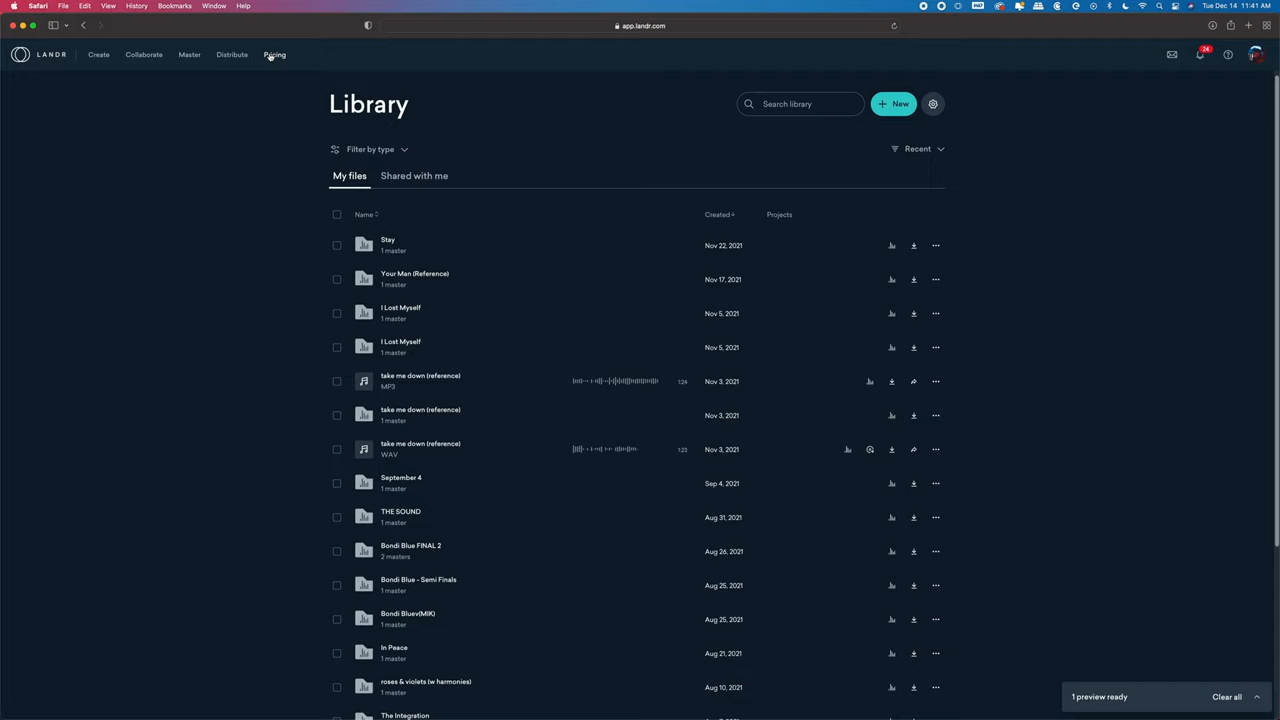 Safari File Edit View History Bookmarks Window Help
Tue Dec 14 11:41 AM
app.landr.com
LANDR Create Collaborate Master Distribute Pricing
24
Library
Search library
New
Filter by type
Recent
My files Shared with me
Name Created Projects
Stay
1 master
Nov 22, 2021
Your Man (Reference)
1 master
Nov 17, 2021
I Lost Myself
1 master
Nov 5, 2021
I Lost Myself
1 master
Nov 5, 2021
take me down (reference)
MP3
1:24
Nov 3, 2021
take me down (reference)
1 master
Nov 3, 2021
take me down (reference)
WAV
1:23
Nov 3, 2021
September 4
1 master
Sep 4, 2021
THE SOUND
1 master
Aug 31, 2021
Bondi Blue FINAL 2
2 masters
Aug 26, 2021
Bondi Blue - Semi Finals
1 master
Aug 25, 2021
Bondi Bluev(MIK)
1 master
Aug 25, 2021
In Peace
1 master
Aug 21, 2021
roses & violets (w harmonies)
1 master
Aug 10, 2021
The Integration
1 preview ready
Clear all